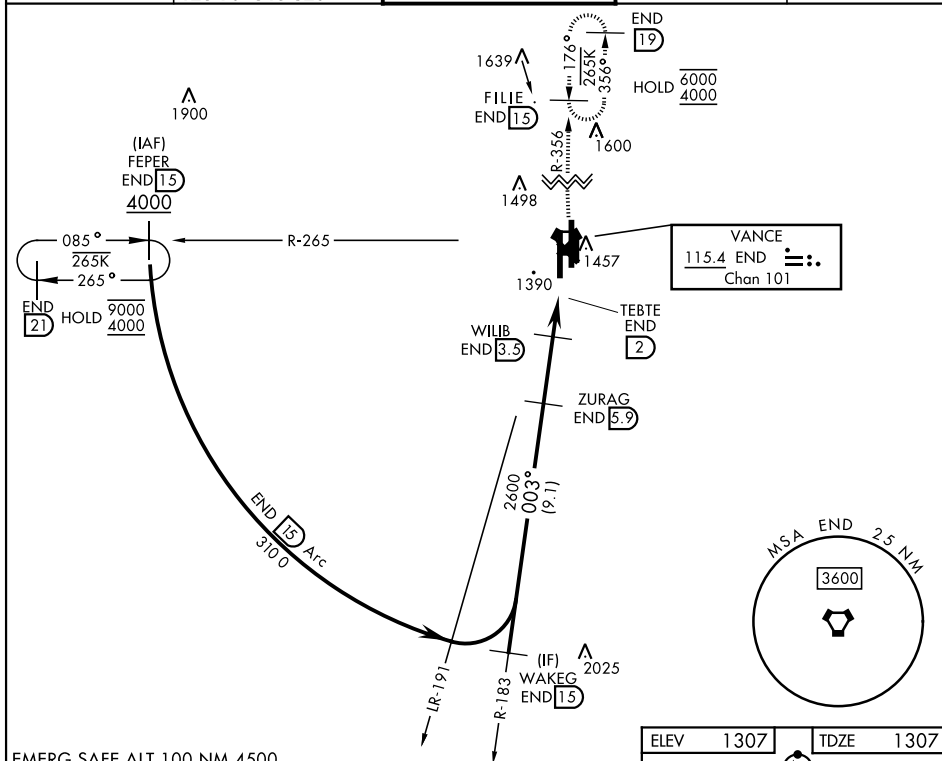 END
19
1639
176°
265K
356°
HOLD 6000
4000
FILIE
END 15
1900
1600
R-356
(IAF)
FEPER
END 15
4000
1498
085°
265K
265°
R-265
1457
VANCE
115.4 END
Chan 101
1390
END
21
HOLD 9000
4000
TEBTE
END
2
WILIB
END 3.5
ZURAG
END 5.9
2600
003°
(9.1)
END 15 Arc
3100
MSA END 25 NM
3600
(IF)
WAKEG
END 15
2025
LR-191
R-183
EMERG SAFE ALT 100 NM 4500
ELEV 1307
TDZE 1307